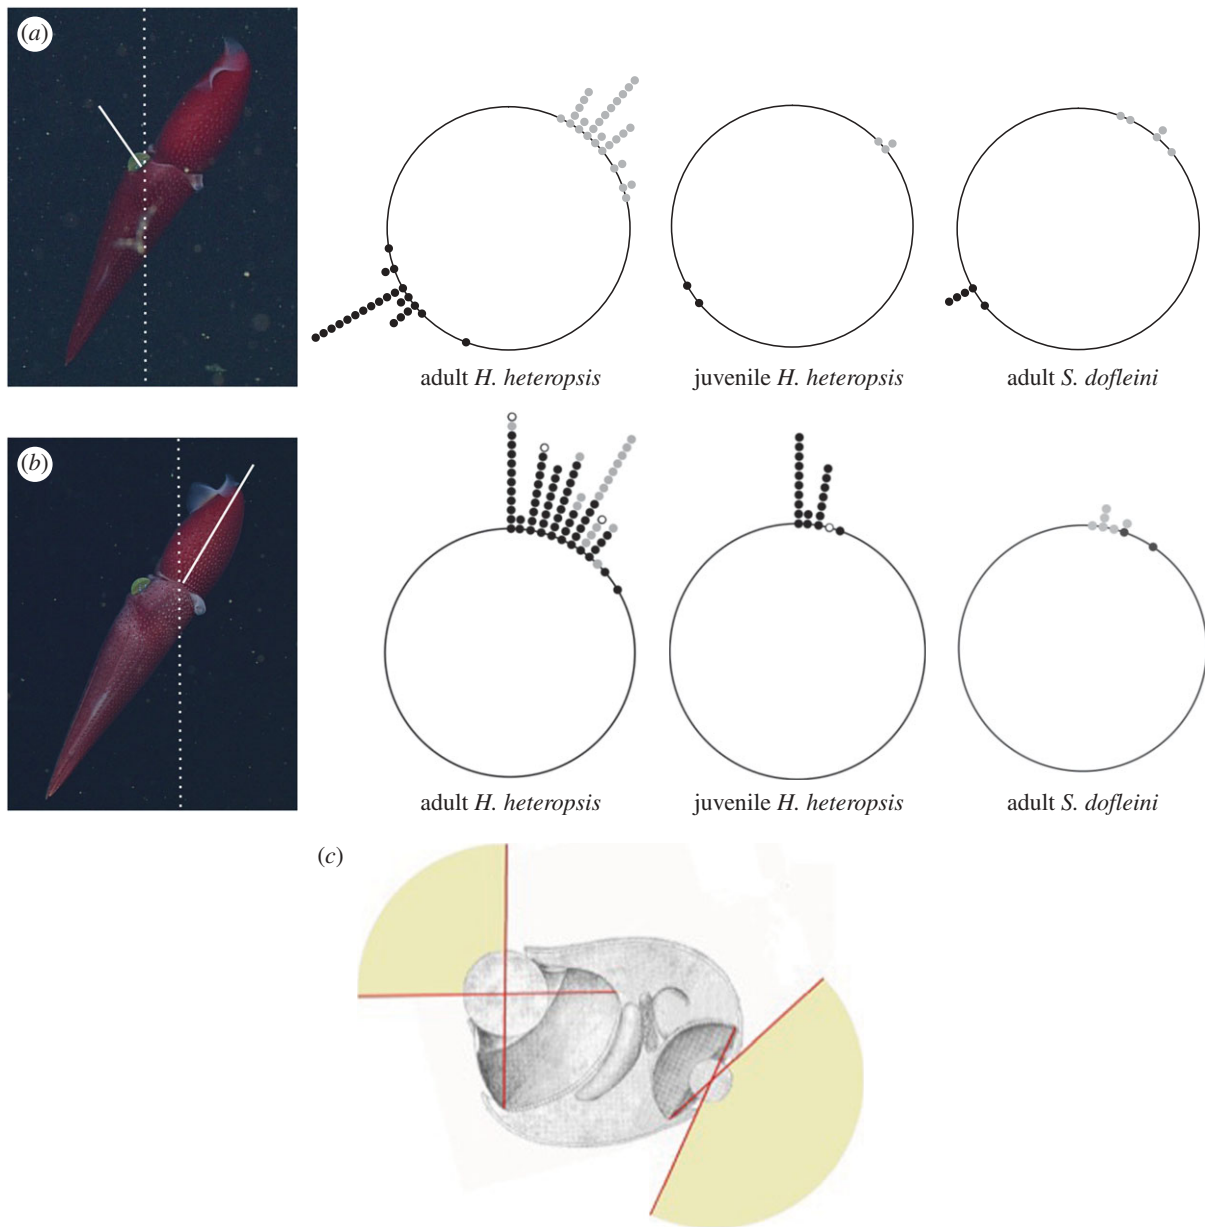 (a)
adult H. heteropsis
juvenile H. heteropsis
adult S. dofleini
(b)
adult H. heteropsis
juvenile H. heteropsis
adult S. dofleini
(c)